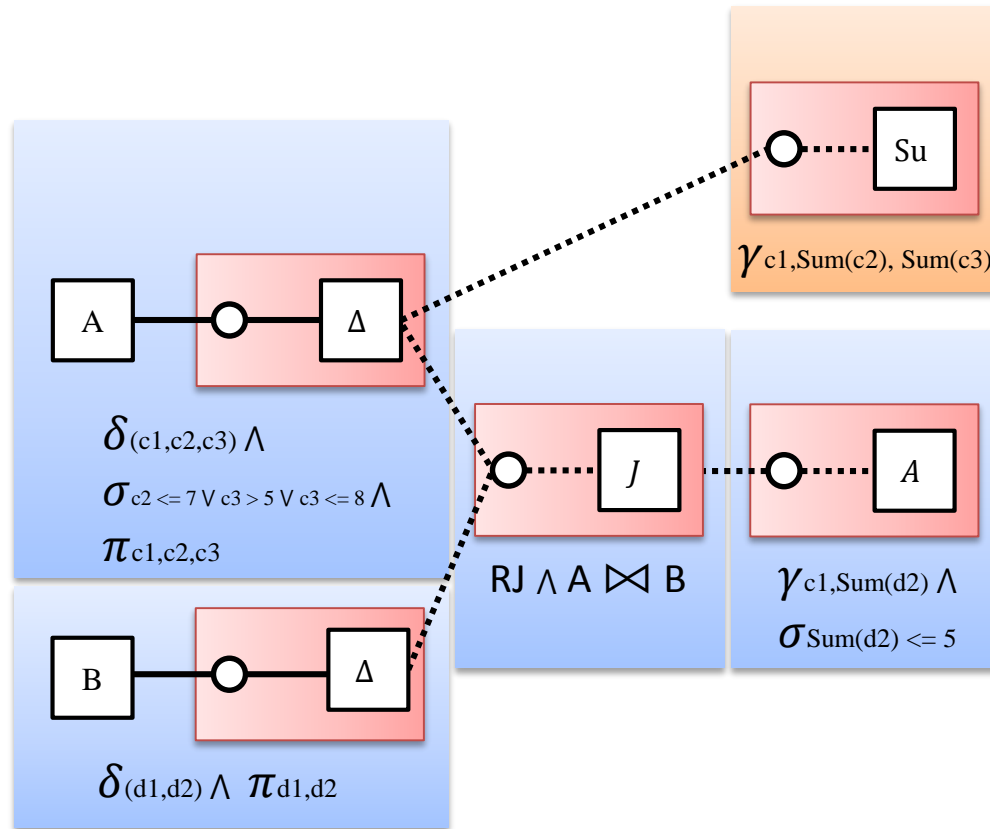 Su
γ c1,Sum(c2), Sum(c3)
A
Δ
δ (c1,c2,c3) Λ
σ c2 <= 7 V c3 > 5 V c3 <= 8 Λ
π c1,c2,c3
J
RJ Λ A ⋈ B
A
γ c1,Sum(d2) Λ
σ Sum(d2) <= 5
B
Δ
δ (d1,d2) Λ π d1,d2